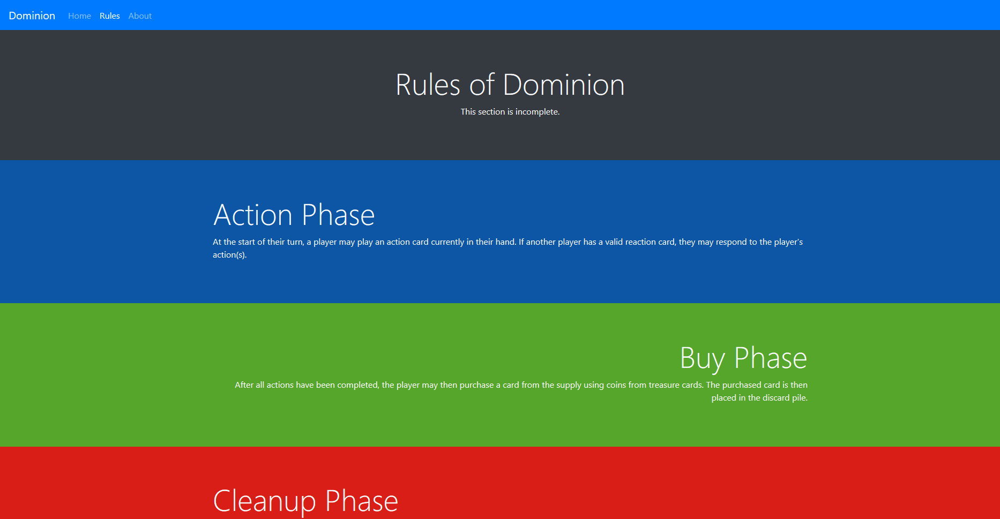 Dominion Home Rules About
Rules of Dominion
This section is incomplete.
Action Phase
At the start of their turn, a player may play an action card currently in their hand. If another player has a valid reaction card, they may respond to the player's
action(s).
Buy Phase
After all actions have been completed, the player may then purchase a card from the supply using coins from treasure cards. The purchased card is then
placed in the discard pile.
Cleanup Phase